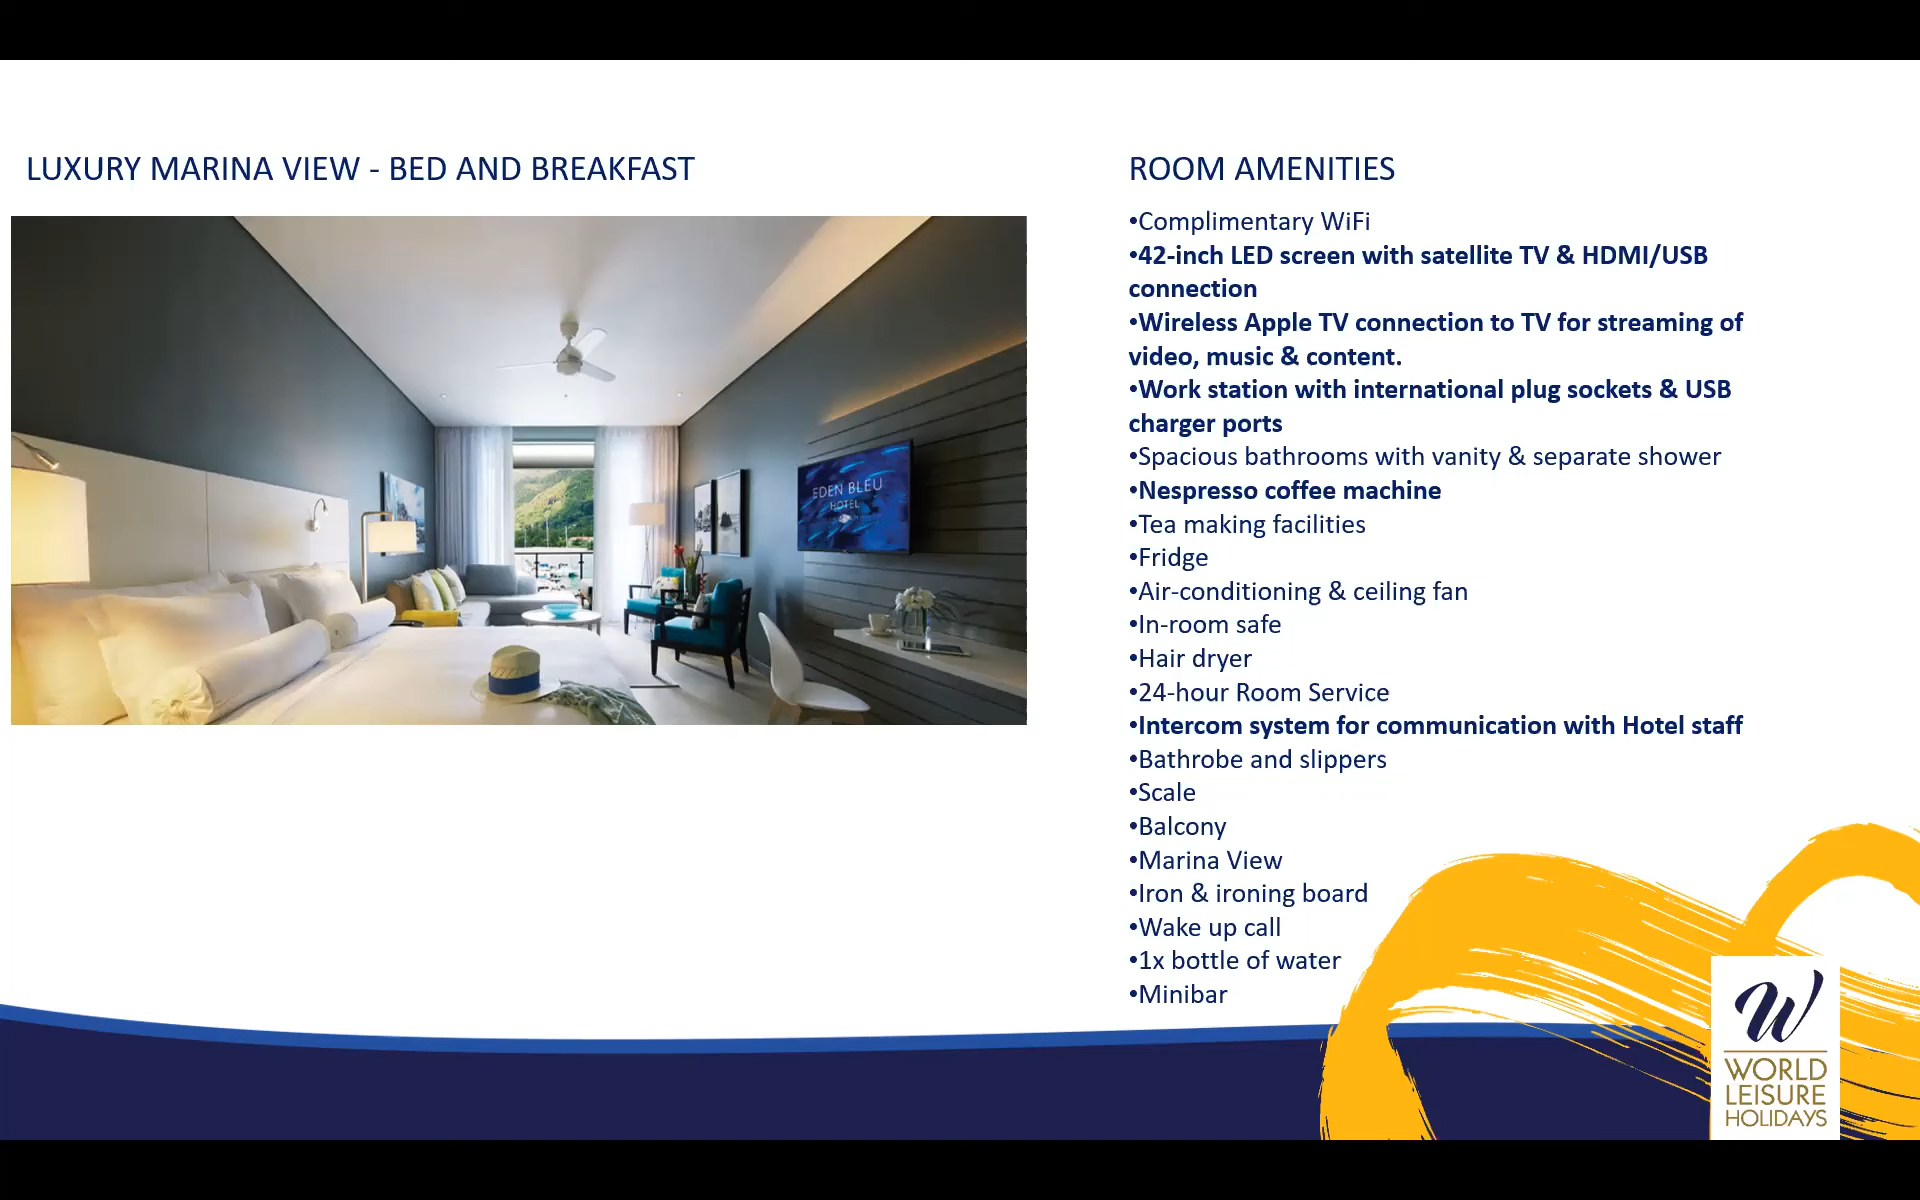 LUXURY MARINA VIEW - BED AND BREAKFAST
EDEN BLEU
HOTEL
ROOM AMENITIES
•Complimentary WiFi
•42-inch LED screen with satellite TV & HDMI/USB
connection
•Wireless Apple TV connection to TV for streaming of
video, music & content.
•Work station with international plug sockets & USB
charger ports
•Spacious bathrooms with vanity & separate shower
•Nespresso coffee machine
•Tea making facilities
•Fridge
•Air-conditioning & ceiling fan
•In-room safe
•Hair dryer
•24-hour Room Service
•Intercom system for communication with Hotel staff
•Bathrobe and slippers
•Scale
•Balcony
•Marina View
•Iron & ironing board
•Wake up call
•1x bottle of water
•Minibar
W
WORLD
LEISURE
HOLIDAYS